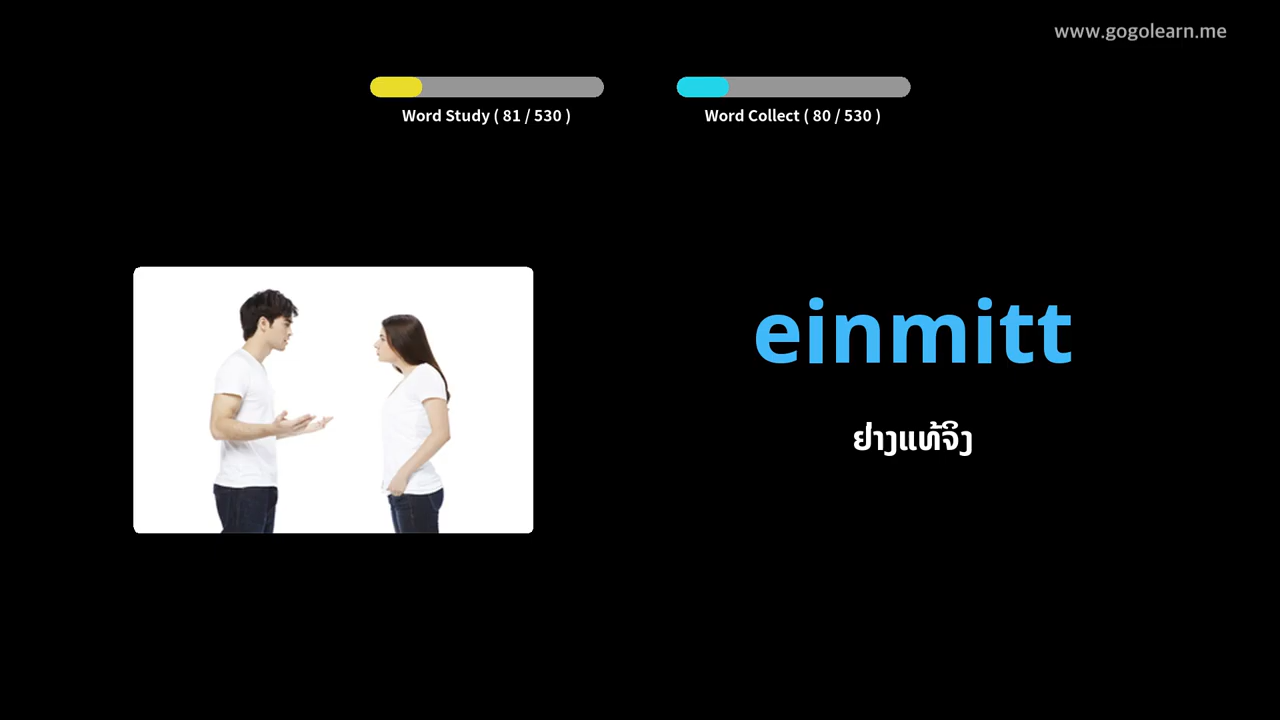 www.gogolearn.me
Word Study ( 81 / 530 )
Word Collect ( 80 / 530 )
einmitt
ຢ່າງແທ້ຈິງ